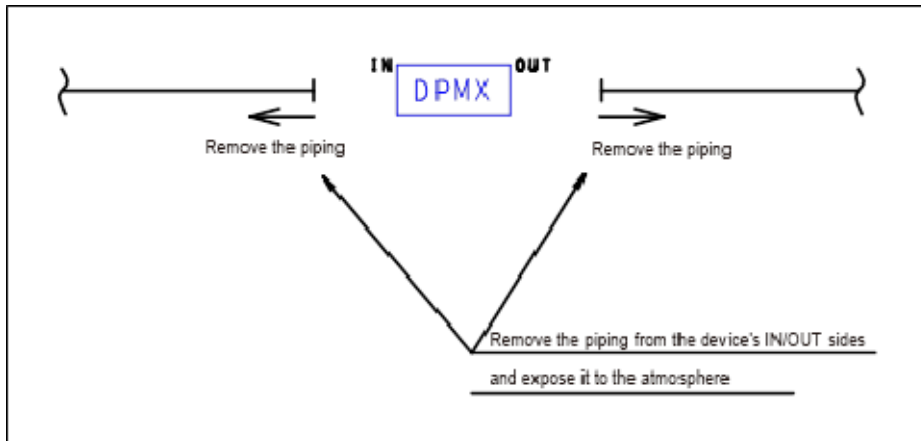 IN
OUT
DPMX
Remove the piping
Remove the piping
Remove the piping from the device's IN/OUT sides
and expose it to the atmosphere